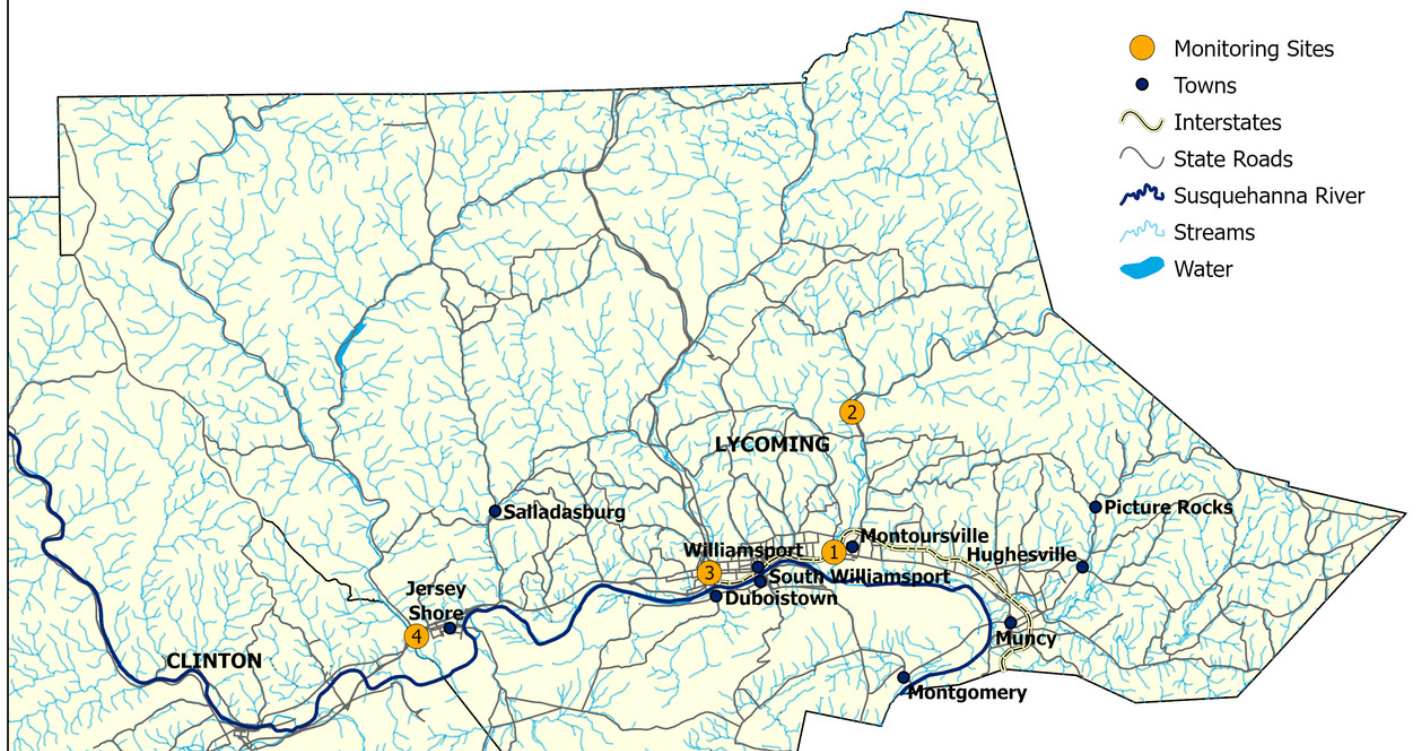 Monitoring Sites
Towns
Interstates
State Roads
Susquehanna River
Streams
Water
2
LYCOMING
Salladasburg
Picture Rocks
Montoursville
Williamsport
1
Hughesville
3
South Williamsport
Jersey
Shore
Duboistown
4
Muncy
CLINTON
Montgomery